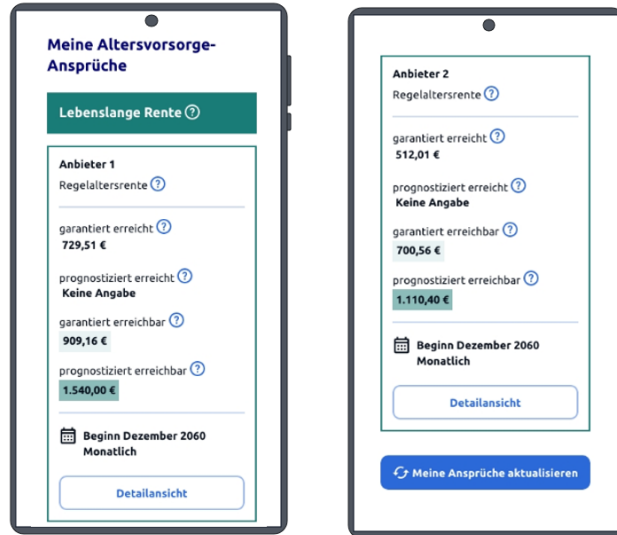 Meine Altersvorsorge-
Ansprüche
Lebenslange Rente ?
Anbieter 1
Regelaltersrente ?
garantiert erreicht ?
729,51 €
prognostiziert erreicht ?
Keine Angabe
garantiert erreichbar ?
909,16 €
prognostiziert erreichbar ?
1.540,00 €
Beginn Dezember 2060
Monatlich
Detailansicht
Anbieter 2
Regelaltersrente ?
garantiert erreicht ?
512,01 €
prognostiziert erreicht ?
Keine Angabe
garantiert erreichbar ?
700,56 €
prognostiziert erreichbar ?
1.110,40 €
Beginn Dezember 2060
Monatlich
Detailansicht
Meine Ansprüche aktualisieren